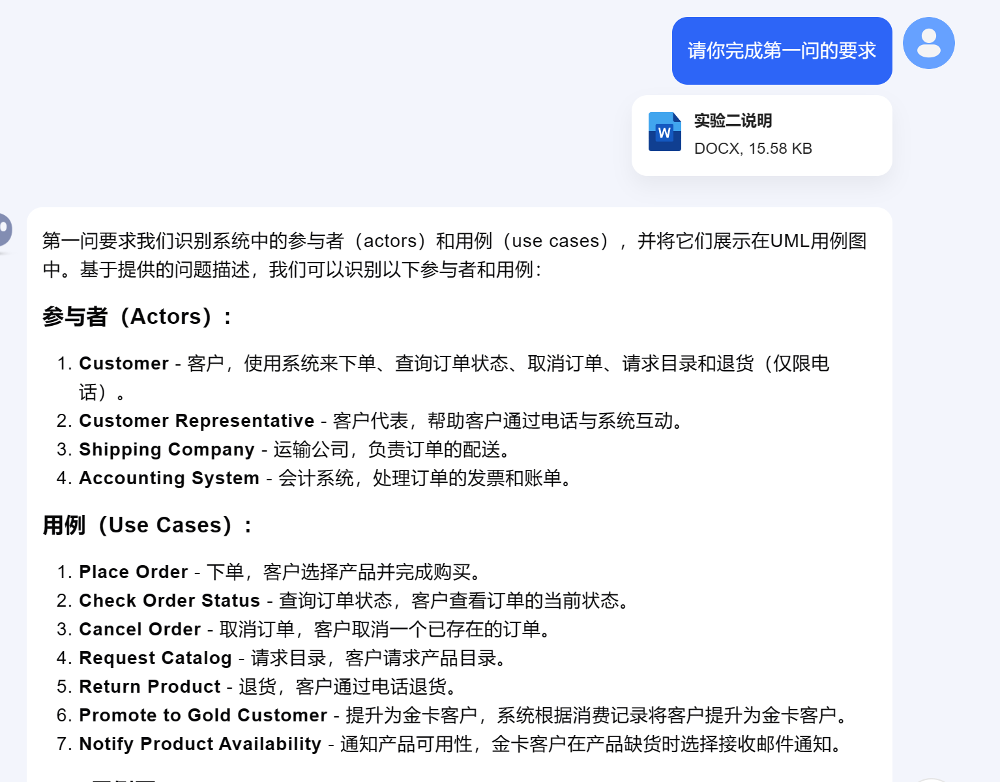 请你完成第一问的要求
W
实验二说明
DOCX, 15.58 KB
第一问要求我们识别系统中的参与者（actors）和用例（use cases），并将它们展示在UML用例图
中。基于提供的问题描述，我们可以识别以下参与者和用例：
参与者（Actors）:
1. Customer - 客户，使用系统来下单、查询订单状态、取消订单、请求目录和退货（仅限电
话）。
2. Customer Representative - 客户代表，帮助客户通过电话与系统互动。
3. Shipping Company - 运输公司，负责订单的配送。
4. Accounting System - 会计系统，处理订单的发票和账单。
用例（Use Cases）:
1. Place Order - 下单，客户选择产品并完成购买。
2. Check Order Status - 查询订单状态，客户查看订单的当前状态。
3. Cancel Order - 取消订单，客户取消一个已存在的订单。
4. Request Catalog - 请求目录，客户请求产品目录。
5. Return Product - 退货，客户通过电话退货。
6. Promote to Gold Customer - 提升为金卡客户，系统根据消费记录将客户提升为金卡客户。
7. Notify Product Availability - 通知产品可用性，金卡客户在产品缺货时选择接收邮件通知。